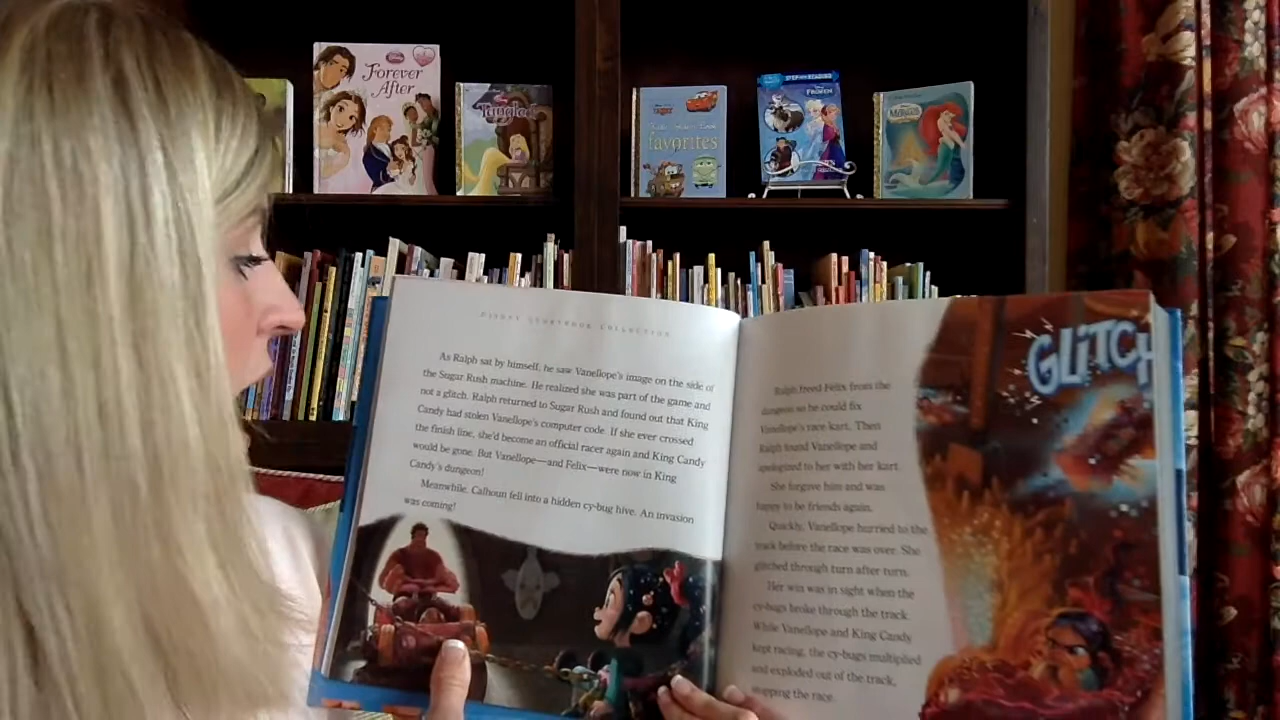 Forever
After
Tangled
favorites
STEP INTO READING
FROZEN
DISNEY STORYBOOK COLLECTION
As Ralph sat by himself, he saw Vanellope's image on the side of
the Sugar Rush machine. He realized she was part of the game and
not a glitch. Ralph returned to Sugar Rush and found out that King
Candy had stolen Vanellope's computer code. If she ever crossed
the finish line, she'd become an official racer again and King Candy
would be gone. But Vanellope—and Felix—were now in King
Candy's dungeon!
Meanwhile, Calhoun fell into a hidden cy-bug hive. An invasion
was coming!
Ralph freed Felix from the
dungeon so he could fix
Vanellope's race kart. Then
Ralph found Vanellope and
apologized to her with her kart.
She forgave him and was
happy to be friends again.
Quickly, Vanellope hurried to the
track before the race was over. She
glitched through turn after turn.
Her win was in sight when the
cy-bugs broke through the track.
While Vanellope and King Candy
kept racing, the cy-bugs multiplied
and exploded out of the track,
stopping the race.
GLITCH